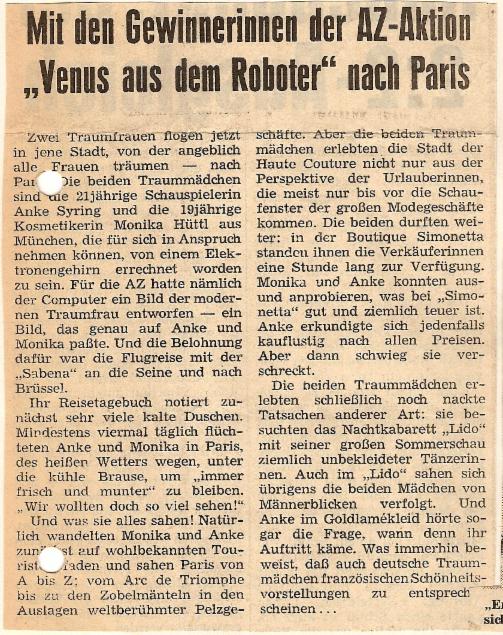 Mit den Gewinnerinnen der AZ-Aktion
„Venus aus dem Roboter“ nach Paris
Zwei Traumfrauen flogen jetzt
in jene Stadt, von der angeblich
alle Frauen träumen — nach
Die beiden Traummädchen
sind die 21jährige Schauspielerin
Anke Syring und die 19jährige
Kosmetikerin Monika Hüttl aus
München, die für sich in Anspruch
nehmen können, von einem Elek-
tronengehirn errechnet worden
zu sein. Für die AZ hatte nämlich
der Computer ein Bild der moder-
nen Traumfrau entworfen — ein
Bild, das genau auf Anke und
Monika paßte. Und die Belohnung
dafür war die Flugreise mit der
„Sabena“ an die Seine und nach
Brüssel.
Ihr Reisetagebuch notiert zu-
nächst sehr viele kalte Duschen.
Mindestens viermal täglich flüch-
teten Anke und Monika in Paris,
des heißen Wetters wegen, unter
die kühle Brause, um „immer
frisch und munter“ zu bleiben.
„Wir wollten doch so viel sehen!“
Und was sie alles sahen! Natür-
lich wandelten Monika und Anke
auf wohlbekannten Tou-
und sahen Paris von
A bis Z; vom Arc de Triomphe
bis zu den Zobelmänteln in den
Auslagen weltberühmter Pelzge-
schäfte. Aber die beiden Traum-
mädchen erlebten die Stadt der
Haute Couture nicht nur aus der
Perspektive der Urlauberinnen,
die meist nur bis vor die Schau-
fenster der großen Modegeschäfte
kommen. Die beiden durften wei-
ter: in der Boutique Simonetta
standen ihnen die Verkäuferinnen
eine Stunde lang zur Verfügung.
Monika und Anke konnten aus-
und anprobieren, was bei „Simo-
netta“ gut und ziemlich teuer ist.
Anke erkundigte sich jedenfalls
kauflustig nach allen Preisen.
Aber dann schwieg sie ver-
schreckt.
Die beiden Traummädchen er-
lebten schließlich noch nackte
Tatsachen anderer Art: sie be-
suchten das Nachtkabarett „Lido“
mit seiner großen Sommerschau
ziemlich unbekleideter Tänzerin-
nen. Auch im „Lido“ sahen sich
übrigens die beiden Mädchen von
Männerblicken verfolgt. Und
Anke im Goldlamékleid hörte so-
gar die Frage, wann denn ihr
Auftritt käme. Was immerhin be-
weist, daß auch deutsche Traum-
mädchen französischen Schönheits-
vorstellungen zu entsprech
scheinen ...